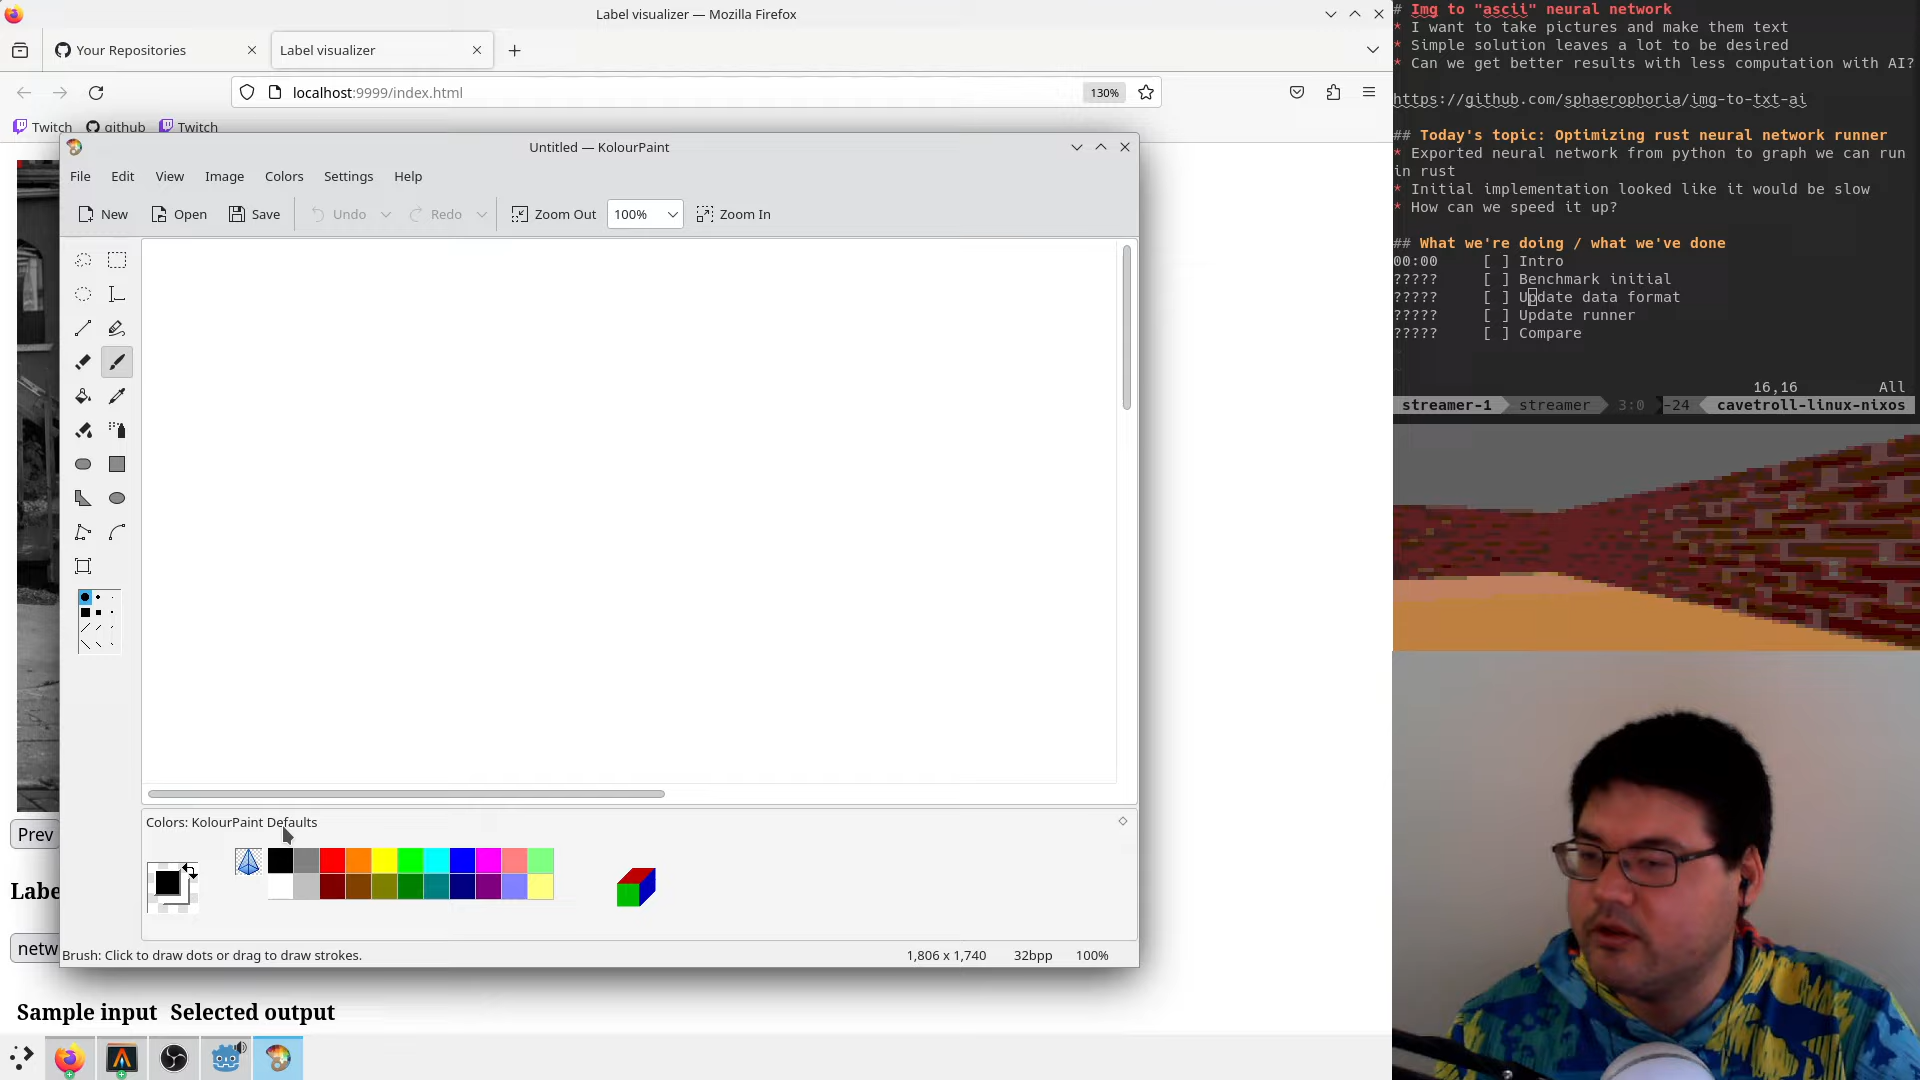 Label visualizer — Mozilla Firefox
Your Repositories
Label visualizer
localhost:9999/index.html
130%
Twitch
github
Twitch
Untitled — KolourPaint
File Edit View Image Colors Settings Help
New Open Save Undo Redo Zoom Out 100% Zoom In
Colors: KolourPaint Defaults
Brush: Click to draw dots or drag to draw strokes.
1,806 x 1,740 32bpp 100%
Prev
Labe
netw
Sample input Selected output
# Img to "ascii" neural network
* I want to take pictures and make them text
* Simple solution leaves a lot to be desired
* Can we get better results with less computation with AI?
https://github.com/sphaerophoria/img-to-txt-ai
## Today's topic: Optimizing rust neural network runner
* Exported neural network from python to graph we can run
in rust
* Initial implementation looked like it would be slow
* How can we speed it up?
## What we're doing / what we've done
00:00 [ ] Intro
????? [ ] Benchmark initial
????? [ ] Update data format
????? [ ] Update runner
????? [ ] Compare
16,16 All
streamer-1 streamer 3:0 -24 cavetroll-linux-nixos